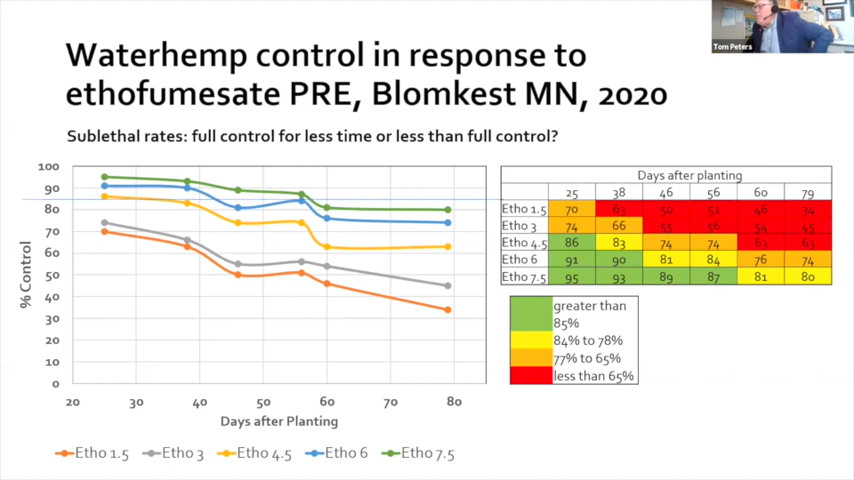 Tom Peters
Waterhemp control in response to
ethofumesate PRE, Blomkest MN, 2020
Sublethal rates: full control for less time or less than full control?
100
90
80
70
60
50
40
30
20
10
0
% Control
20 30 40 50 60 70 80
Days after Planting
Etho 1.5 Etho 3 Etho 4.5 Etho 6 Etho 7.5
Days after planting
25 38 46 56 60 79
Etho 1.5 70 63 50 51 46 34
Etho 3 74 66 55 56 54 45
Etho 4.5 86 83 74 74 63 63
Etho 6 91 90 81 84 76 74
Etho 7.5 95 93 89 87 81 80
greater than
85%
84% to 78%
77% to 65%
less than 65%